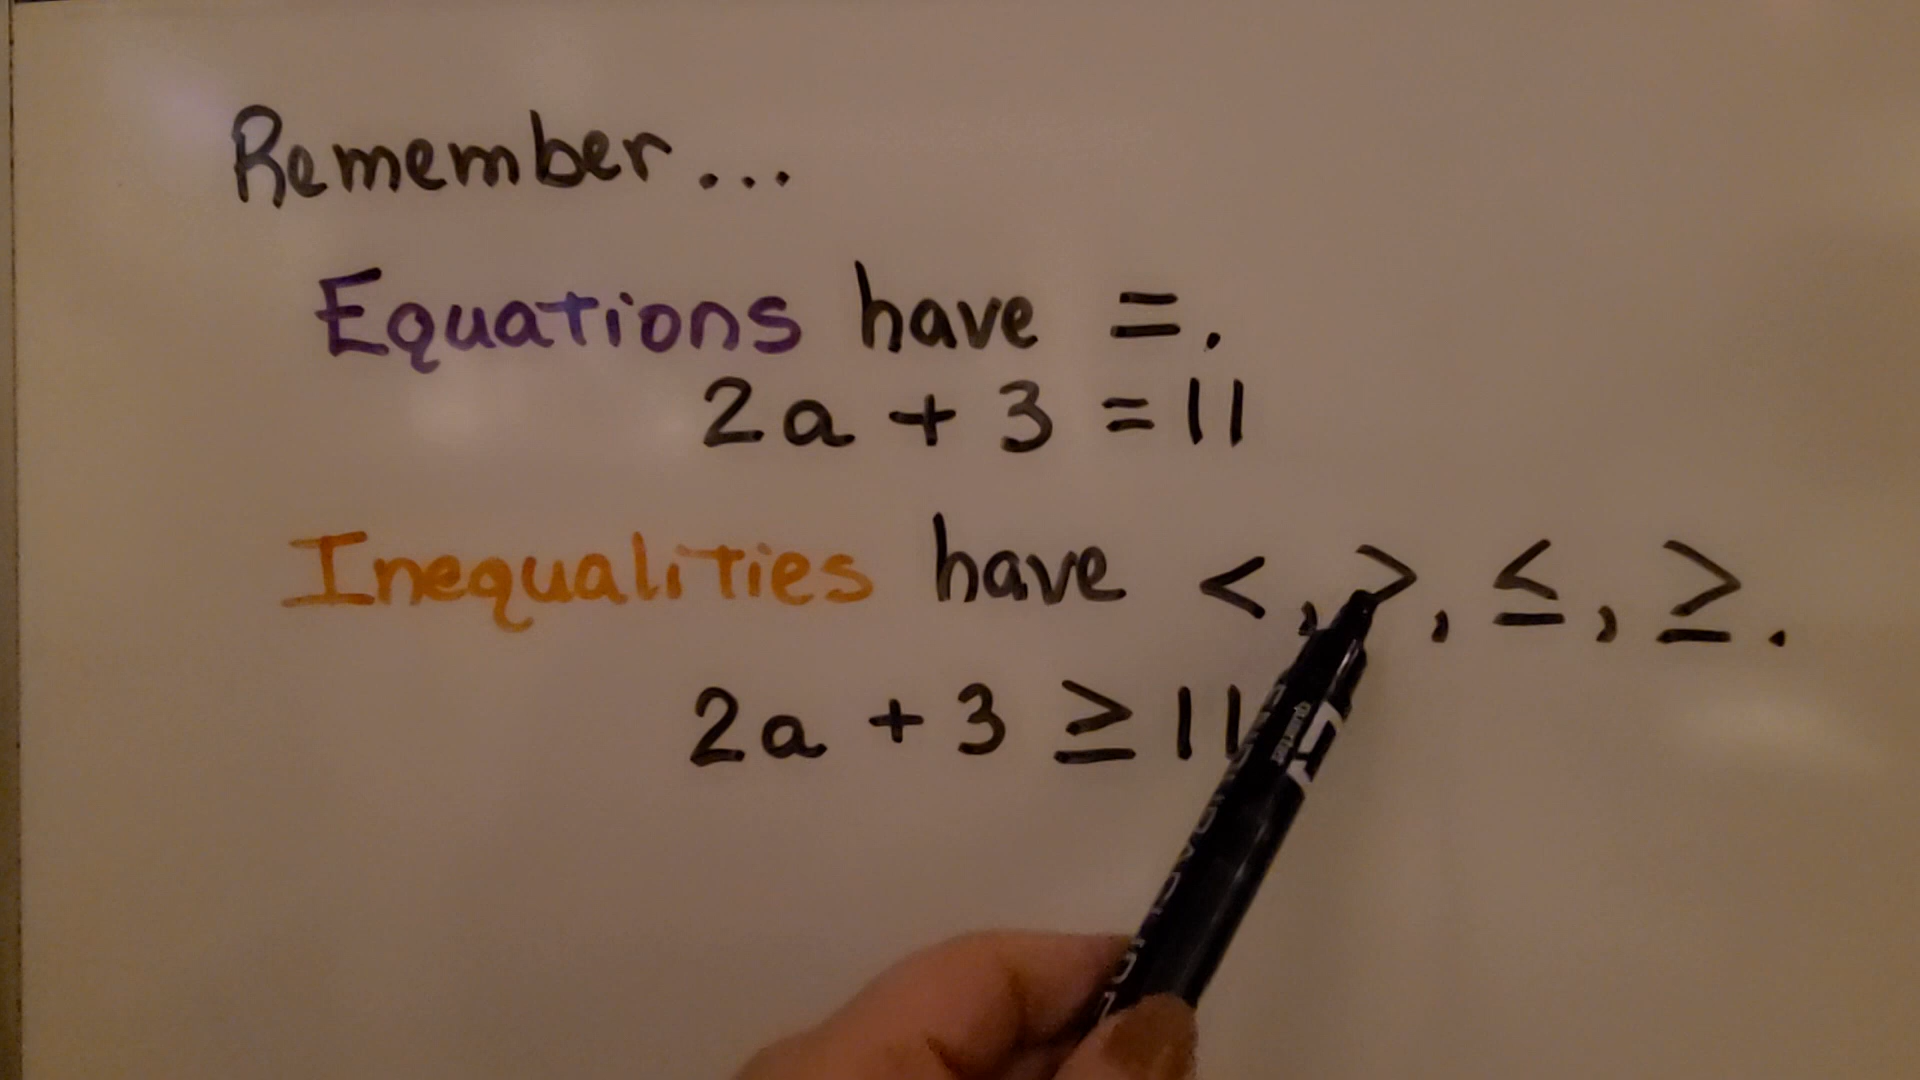 Remember...
Equations have =.
2a + 3 = 11
Inequalities have <, >, ≤, ≥.
2a + 3 ≥ 11